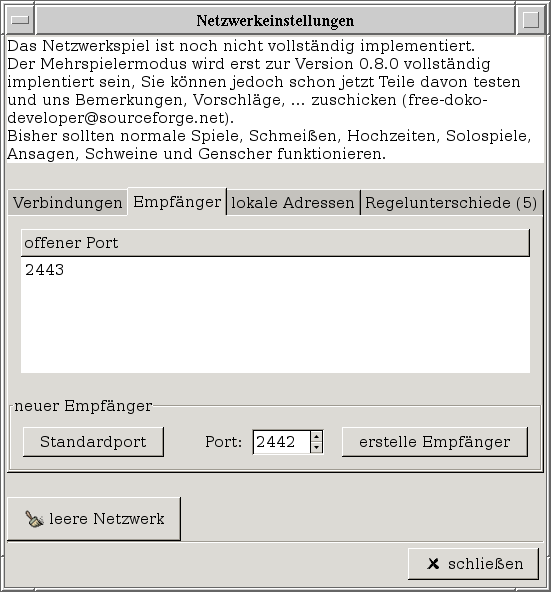 Netzwerkeinstellungen
Das Netzwerkspiel ist noch nicht vollständig implementiert.
Der Mehrspielermodus wird erst zur Version 0.8.0 vollständig
implentiert sein, Sie können jedoch schon jetzt Teile davon testen
und uns Bemerkungen, Vorschläge, ... zuschicken (free-doko-
developer@sourceforge.net).
Bisher sollten normale Spiele, Schmeißen, Hochzeiten, Solospiele,
Ansagen, Schweine und Genscher funktionieren.
Verbindungen Empfänger lokale Adressen Regelunterschiede (5)
offener Port
2443
neuer Empfänger
Standardport Port: 2442 erstelle Empfänger
leere Netzwerk
schließen